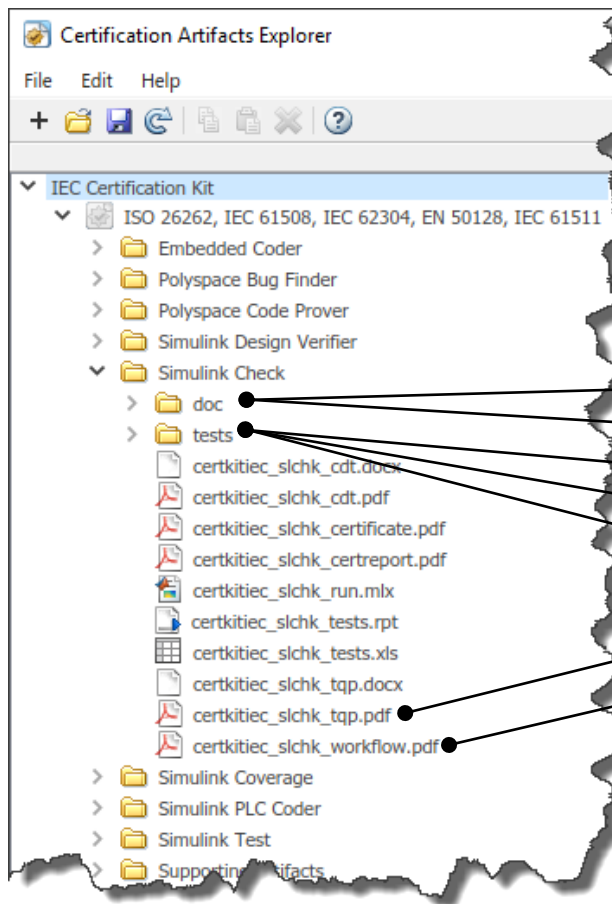 Certification Artifacts Explorer
File Edit Help
IEC Certification Kit
ISO 26262, IEC 61508, IEC 62304, EN 50128, IEC 61511
Embedded Coder
Polyspace Bug Finder
Polyspace Code Prover
Simulink Design Verifier
Simulink Check
doc
tests
certkitiec_slchk_cdt.docx
certkitiec_slchk_cdt.pdf
certkitiec_slchk_certificate.pdf
certkitiec_slchk_certreport.pdf
certkitiec_slchk_run.mlx
certkitiec_slchk_tests.rpt
certkitiec_slchk_tests.xls
certkitiec_slchk_tqp.docx
certkitiec_slchk_tqp.pdf
certkitiec_slchk_workflow.pdf
Simulink Coverage
Simulink PLC Coder
Simulink Test